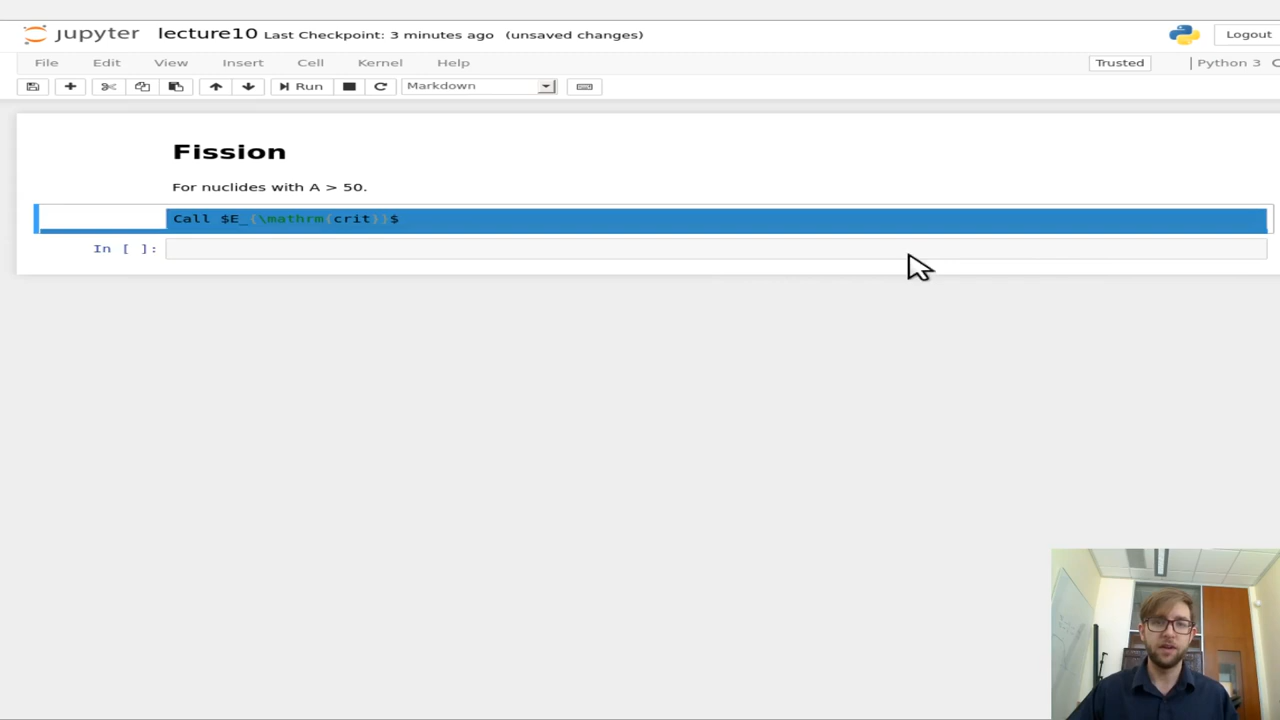 jupyter lecture10 Last Checkpoint: 3 minutes ago (unsaved changes) Logout
File Edit View Insert Cell Kernel Help Trusted Python 3
Run Markdown
Fission
For nuclides with A > 50.
Call $E_{\mathrm{crit}}$
In [ ]: